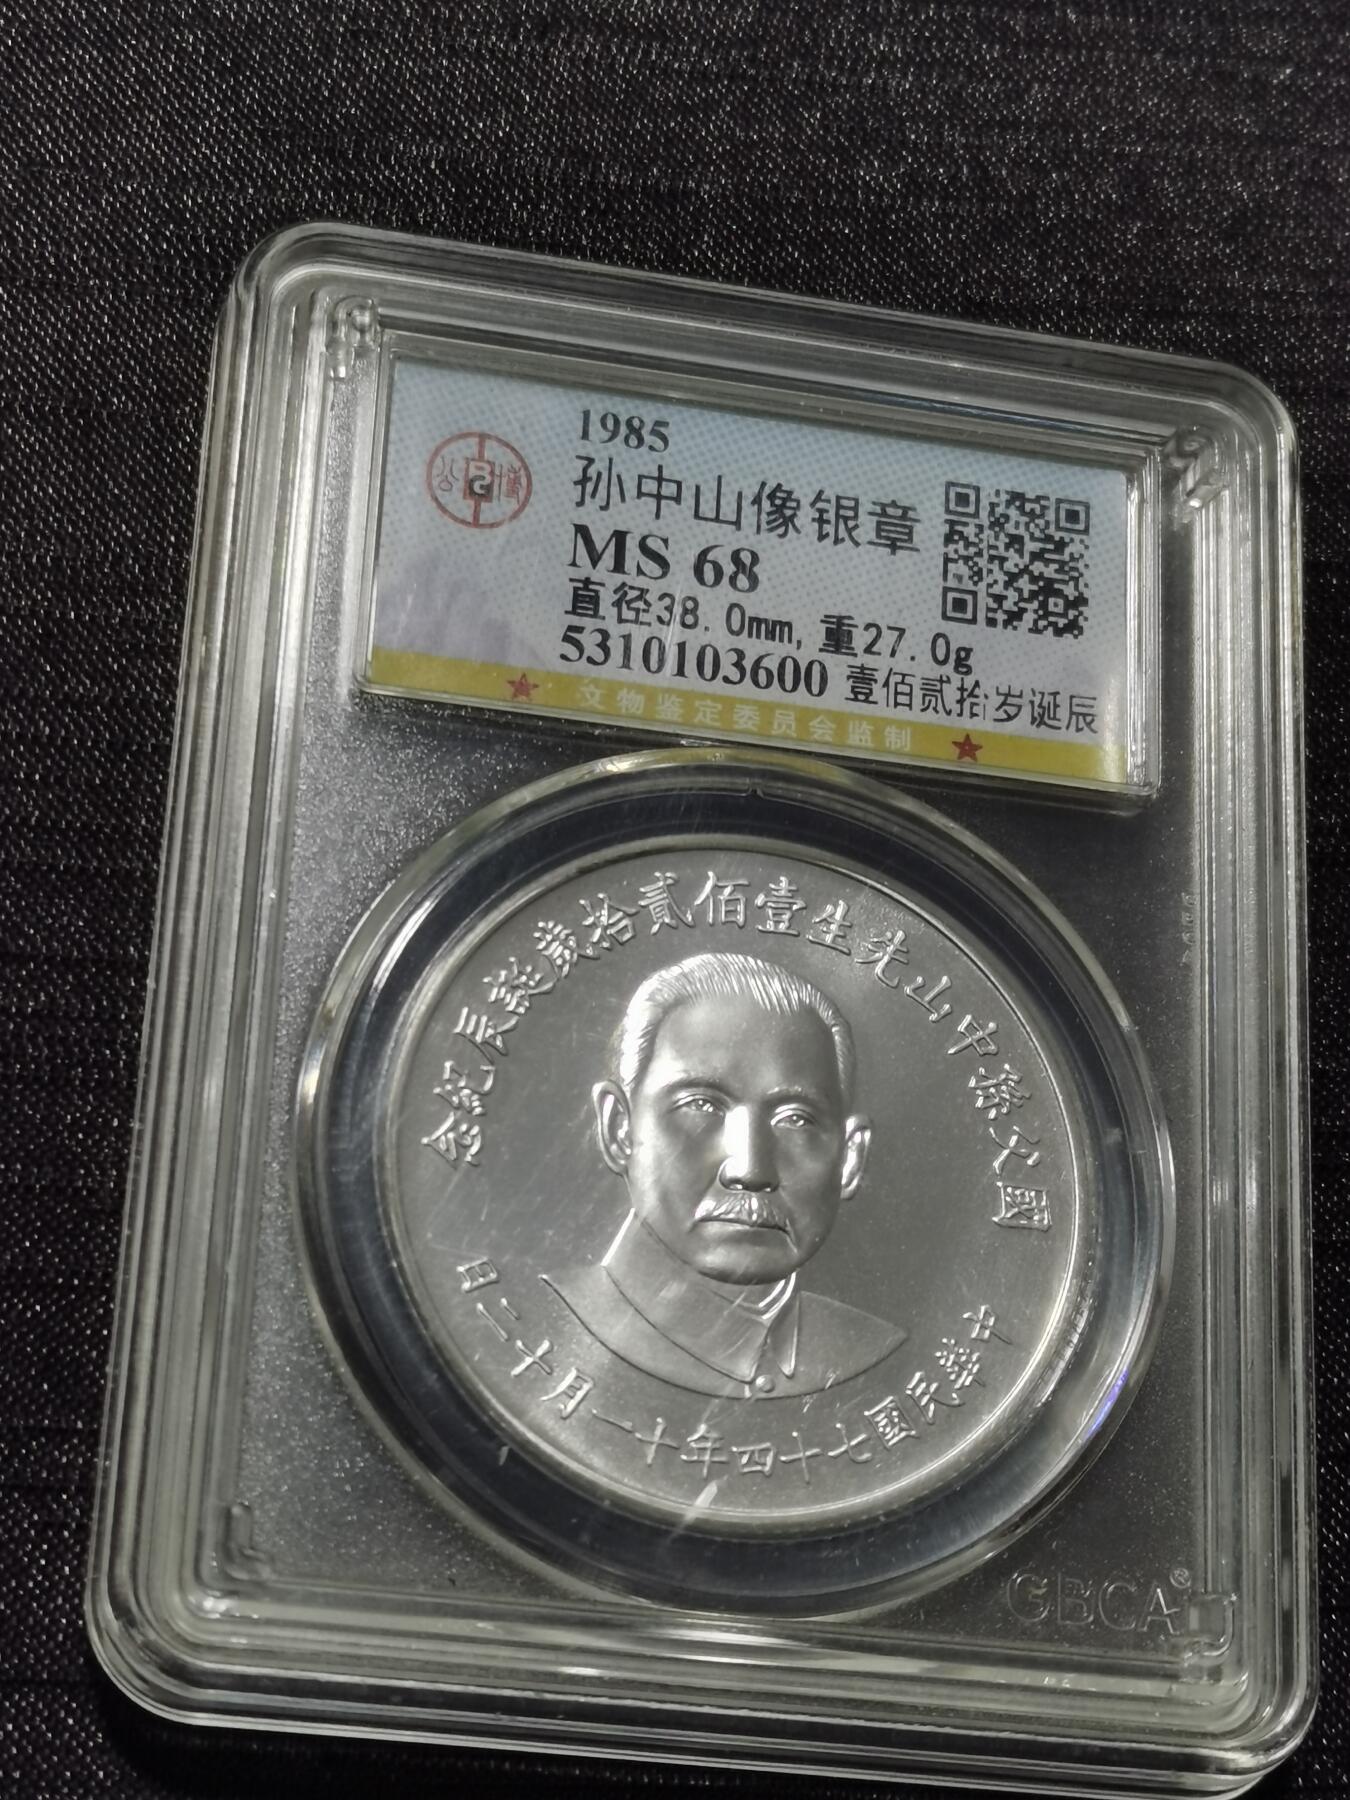 1985
孙中山像银章
公 博
MS 68
直径38.0mm,重27.0g
5310103600 壹佰贰拾岁诞辰
文物鉴定委员会监制
國父孫中山先生壹佰貳拾歲誕辰紀念
中華民國七十四年十一月十二日
GBCA®